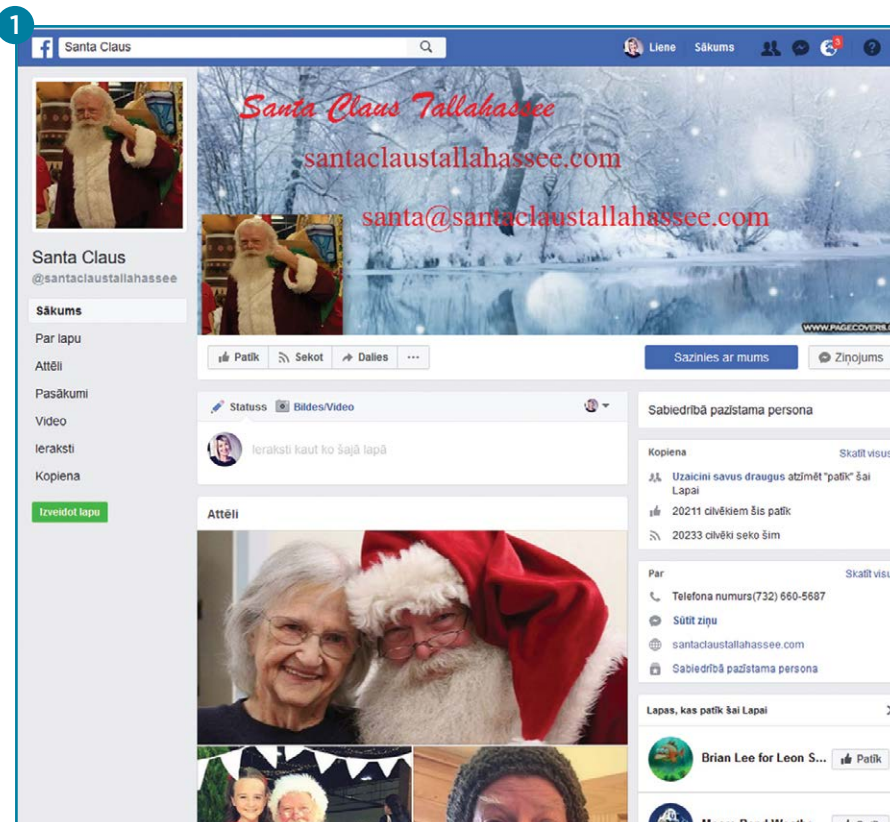 1
Santa Claus
Liene
Sākums
3
Santa Claus Tallahassee
santaclaustallahassee.com
santa@santaclaustallahassee.com
WWW.PAGECOVERS.
Santa Claus
@santaclaustallahassee
Sākums
Par lapu
Attēli
Pasākumi
Video
Ieraksti
Kopiena
Izveidot lapu
Patīk
Sekot
Dalies
Sazinies ar mums
Ziņojums
Statuss
Bildes/Video
Ieraksti kaut ko šajā lapā
Attēli
Sabiedrībā pazīstama persona
Kopiena
Skatīt visus
Uzaicini savus draugus atzīmēt "patīk" šai
Lapai
20211 cilvēkiem šis patīk
20233 cilvēki seko šim
Par
Skatīt visu
Telefona numurs(732) 660-5687
Sūtīt ziņu
santaclaustallahassee.com
Sabiedrībā pazīstama persona
Lapas, kas patīk šai Lapai
Brian Lee for Leon S...
Patīk